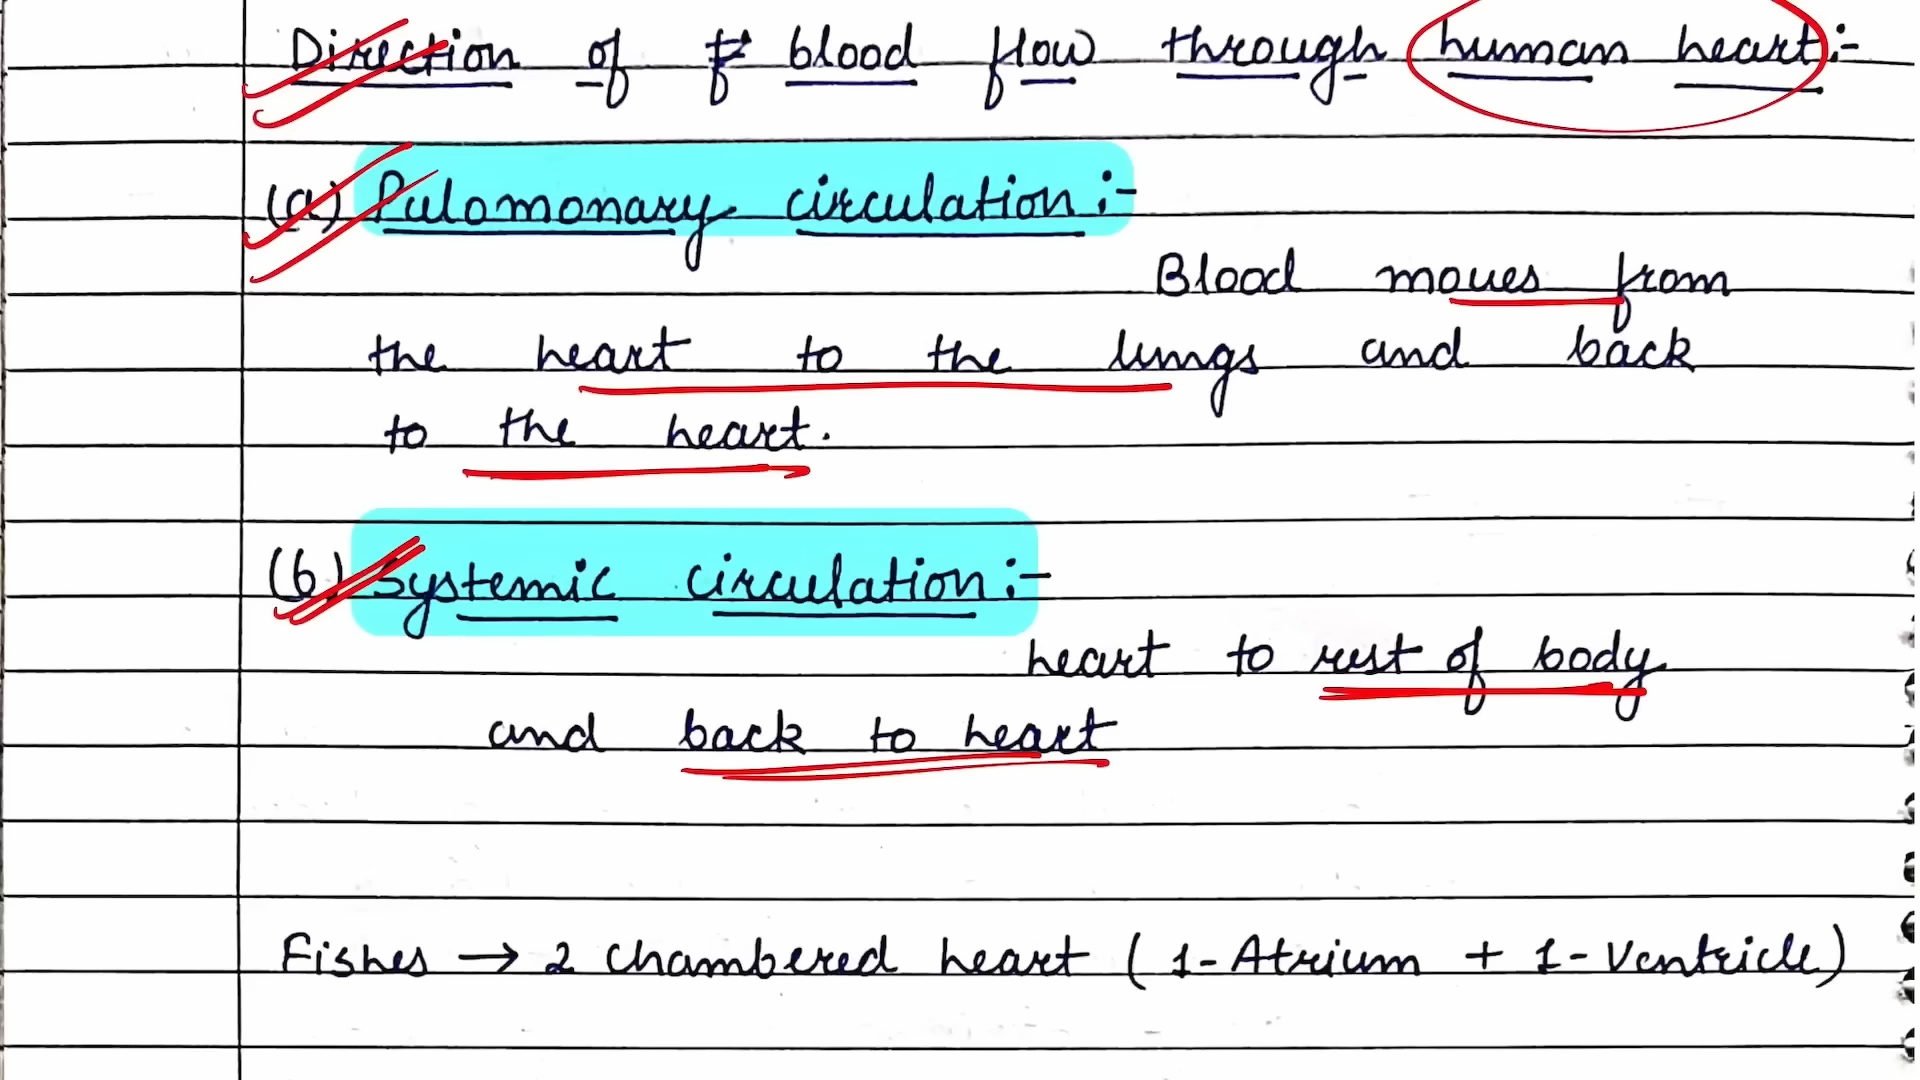 Direction of blood flow through human heart:-
(a) Pulomonary circulation:-
Blood moves from
the heart to the lungs and back
to the heart.
(b) Systemic circulation:-
heart to rest of body
and back to heart
Fishes → 2 chambered heart (1-Atrium + 1-Ventricle)